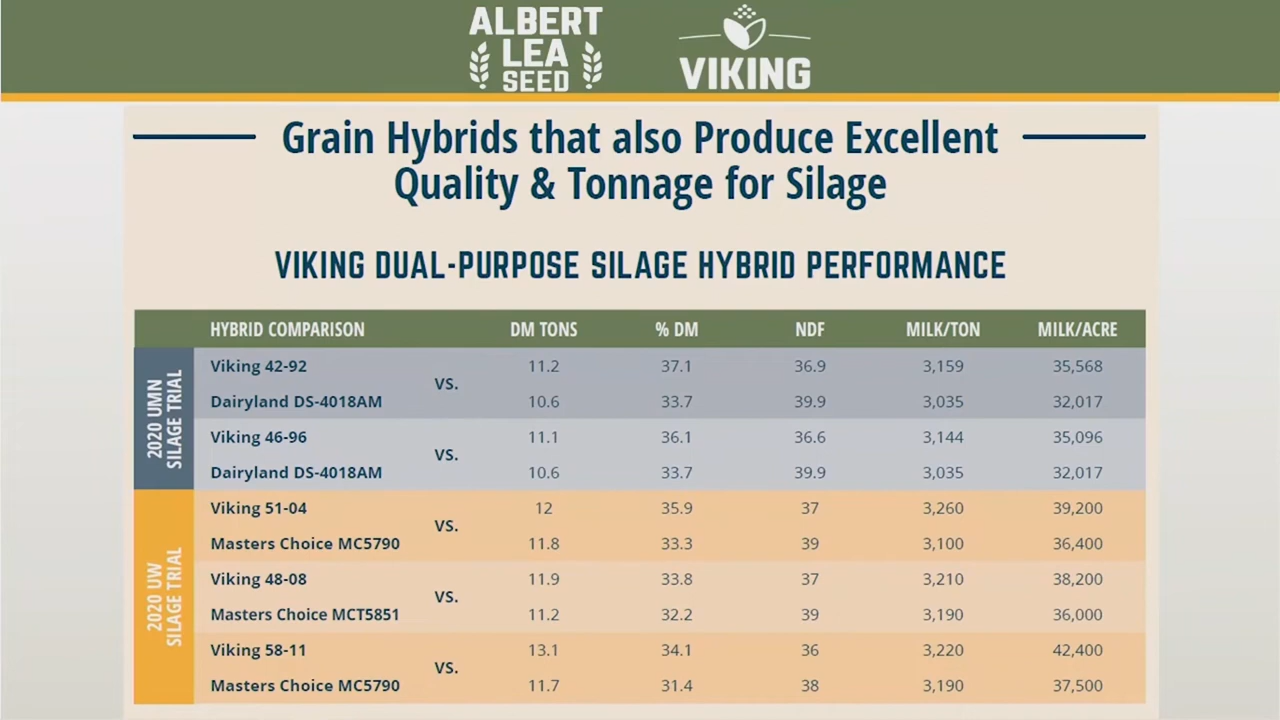 ALBERT
LEA
SEED
VIKING
Grain Hybrids that also Produce Excellent
Quality & Tonnage for Silage
VIKING DUAL-PURPOSE SILAGE HYBRID PERFORMANCE
HYBRID COMPARISON DM TONS % DM NDF MILK/TON MILK/ACRE
2020 UMN
SILAGE TRIAL
Viking 42-92 11.2 37.1 36.9 3,159 35,568
VS.
Dairyland DS-4018AM 10.6 33.7 39.9 3,035 32,017
Viking 46-96 11.1 36.1 36.6 3,144 35,096
VS.
Dairyland DS-4018AM 10.6 33.7 39.9 3,035 32,017
2020 UW
SILAGE TRIAL
Viking 51-04 12 35.9 37 3,260 39,200
VS.
Masters Choice MC5790 11.8 33.3 39 3,100 36,400
Viking 48-08 11.9 33.8 37 3,210 38,200
VS.
Masters Choice MCT5851 11.2 32.2 39 3,190 36,000
Viking 58-11 13.1 34.1 36 3,220 42,400
VS.
Masters Choice MC5790 11.7 31.4 38 3,190 37,500